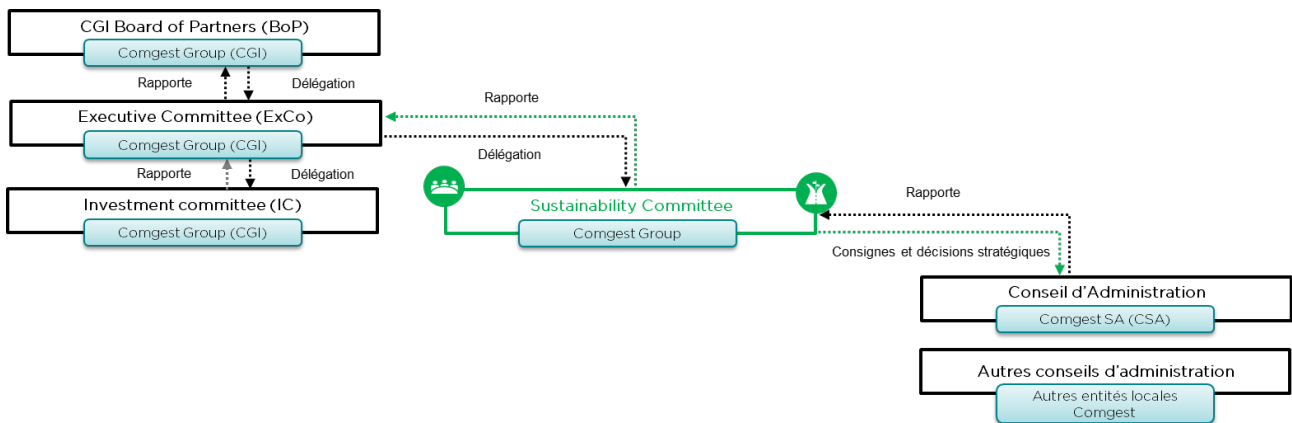 CGI Board of Partners (BoP)
Comgest Group (CGI)
Rapporte
Délégation
Executive Committee (ExCo)
Comgest Group (CGI)
Rapporte
Délégation
Investment committee (IC)
Comgest Group (CGI)
Rapporte
Délégation
Sustainability Committee
Comgest Group
Rapporte
Consignes et décisions stratégiques
Conseil d'Administration
Comgest SA (CSA)
Autres conseils d'administration
Autres entités locales
Comgest